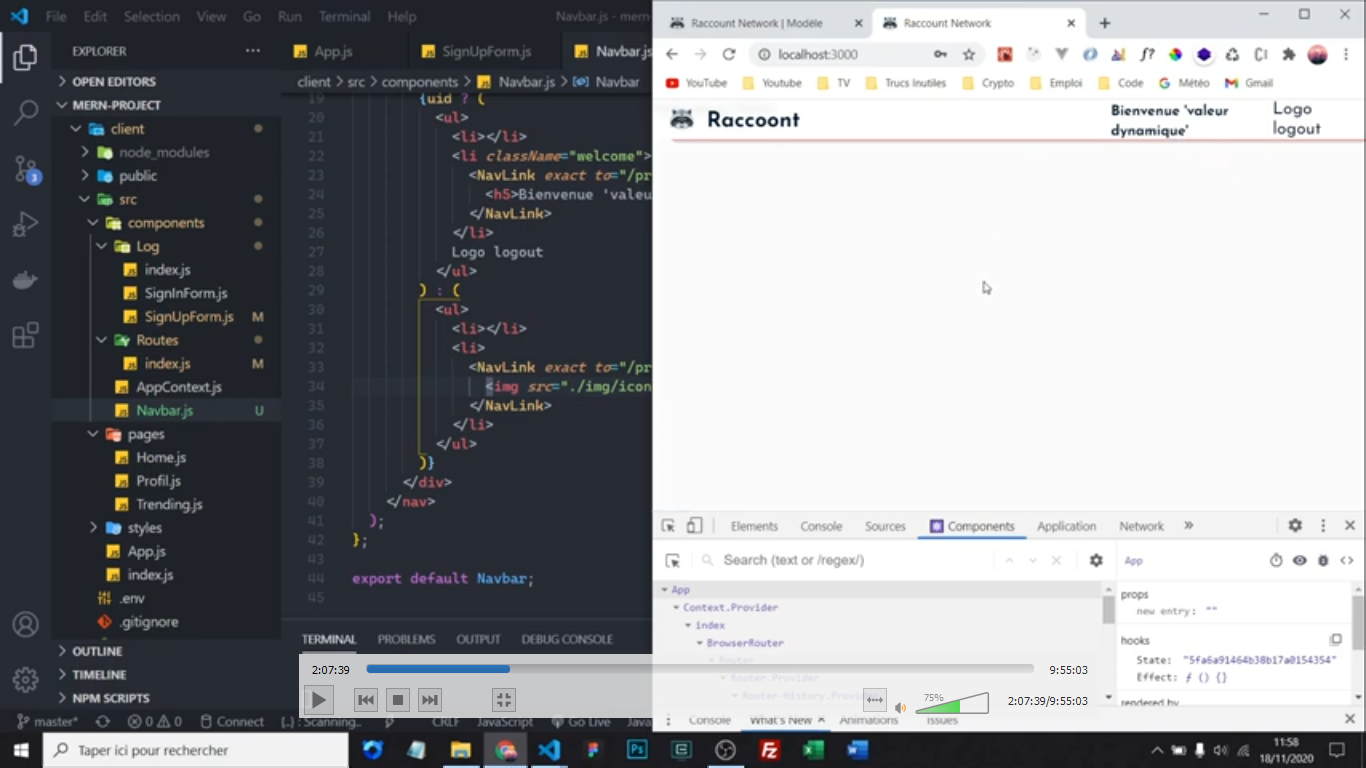 File Edit Selection View Go Run Terminal Help Navbar.js - mern-
EXPLORER
OPEN EDITORS
MERN-PROJECT
client
node_modules
public
src
components
Log
index.js
SignInForm.js
SignUpForm.js M
Routes
index.js M
AppContext.js
Navbar.js U
pages
Home.js
Profil.js
Trending.js
styles
App.js
index.js
.env
.gitignore
OUTLINE
TIMELINE
NPM SCRIPTS
3
App.js SignUpForm.js Navbar.js
client > src > components > Navbar.js > Navbar
19 {uid ? (
20 <ul>
21 <li></li>
22 <li className="welcome">
23 <NavLink exact to="/pr
24 <h5>Bienvenue 'valeu
25 </NavLink>
26 </li>
27 Logo logout
28 </ul>
29 ) : (
30 <ul>
31 <li></li>
32 <li>
33 <NavLink exact to="/pr
34 <img src="./img/icon
35 </NavLink>
36 </li>
37 </ul>
38 )}
39 </div>
40 </nav>
41 );
42 };
43
44 export default Navbar;
45
TERMINAL PROBLEMS OUTPUT DEBUG CONSOLE
master* 0 0 Connect Scanning.. CRLF JavaScript Go Live
Raccount Network | Modèle Raccount Network
localhost:3000
YouTube Youtube TV Trucs Inutiles Crypto Emploi Code Météo Gmail
Raccoont
Bienvenue 'valeur
dynamique'
Logo
logout
Elements Console Sources Components Application Network
Search (text or /regex/)
App
Context.Provider
index
BrowserRouter
Router
Router.Provider
Router-History.Provider
App
props
new entry: ""
hooks
State: "5fa6a91464b38b17a0154354"
Effect: ƒ () {}
rendered by
Console What's New Animations Issues
2:07:39 9:55:03
75%
2:07:39/9:55:03
Taper ici pour rechercher
11:58
18/11/2020